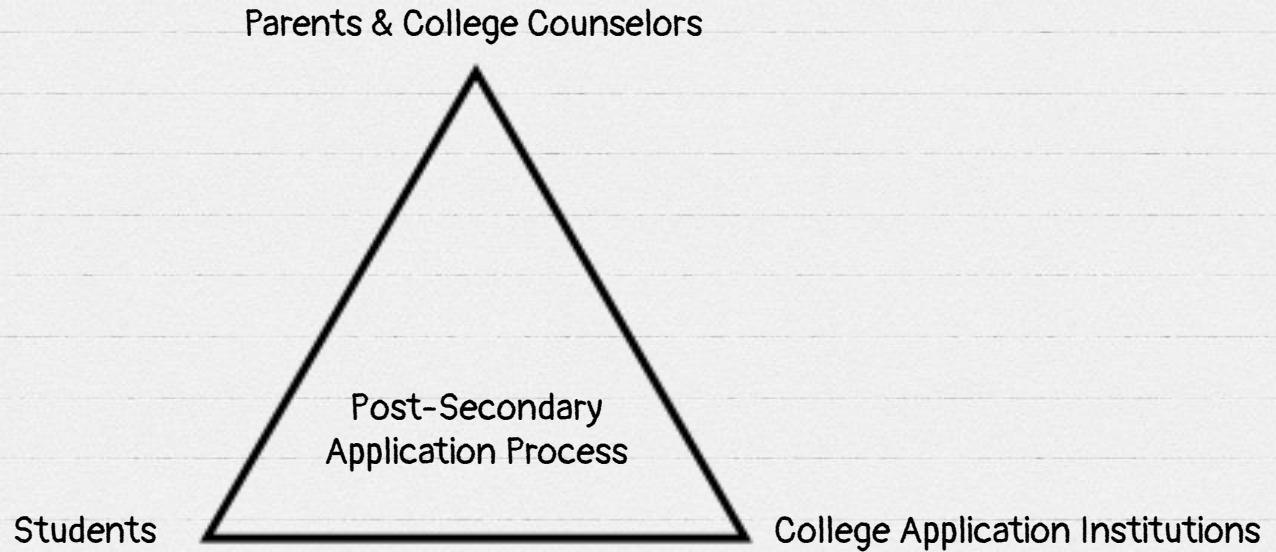 Parents & College Counselors
Post-Secondary
Application Process
Students
College Application Institutions